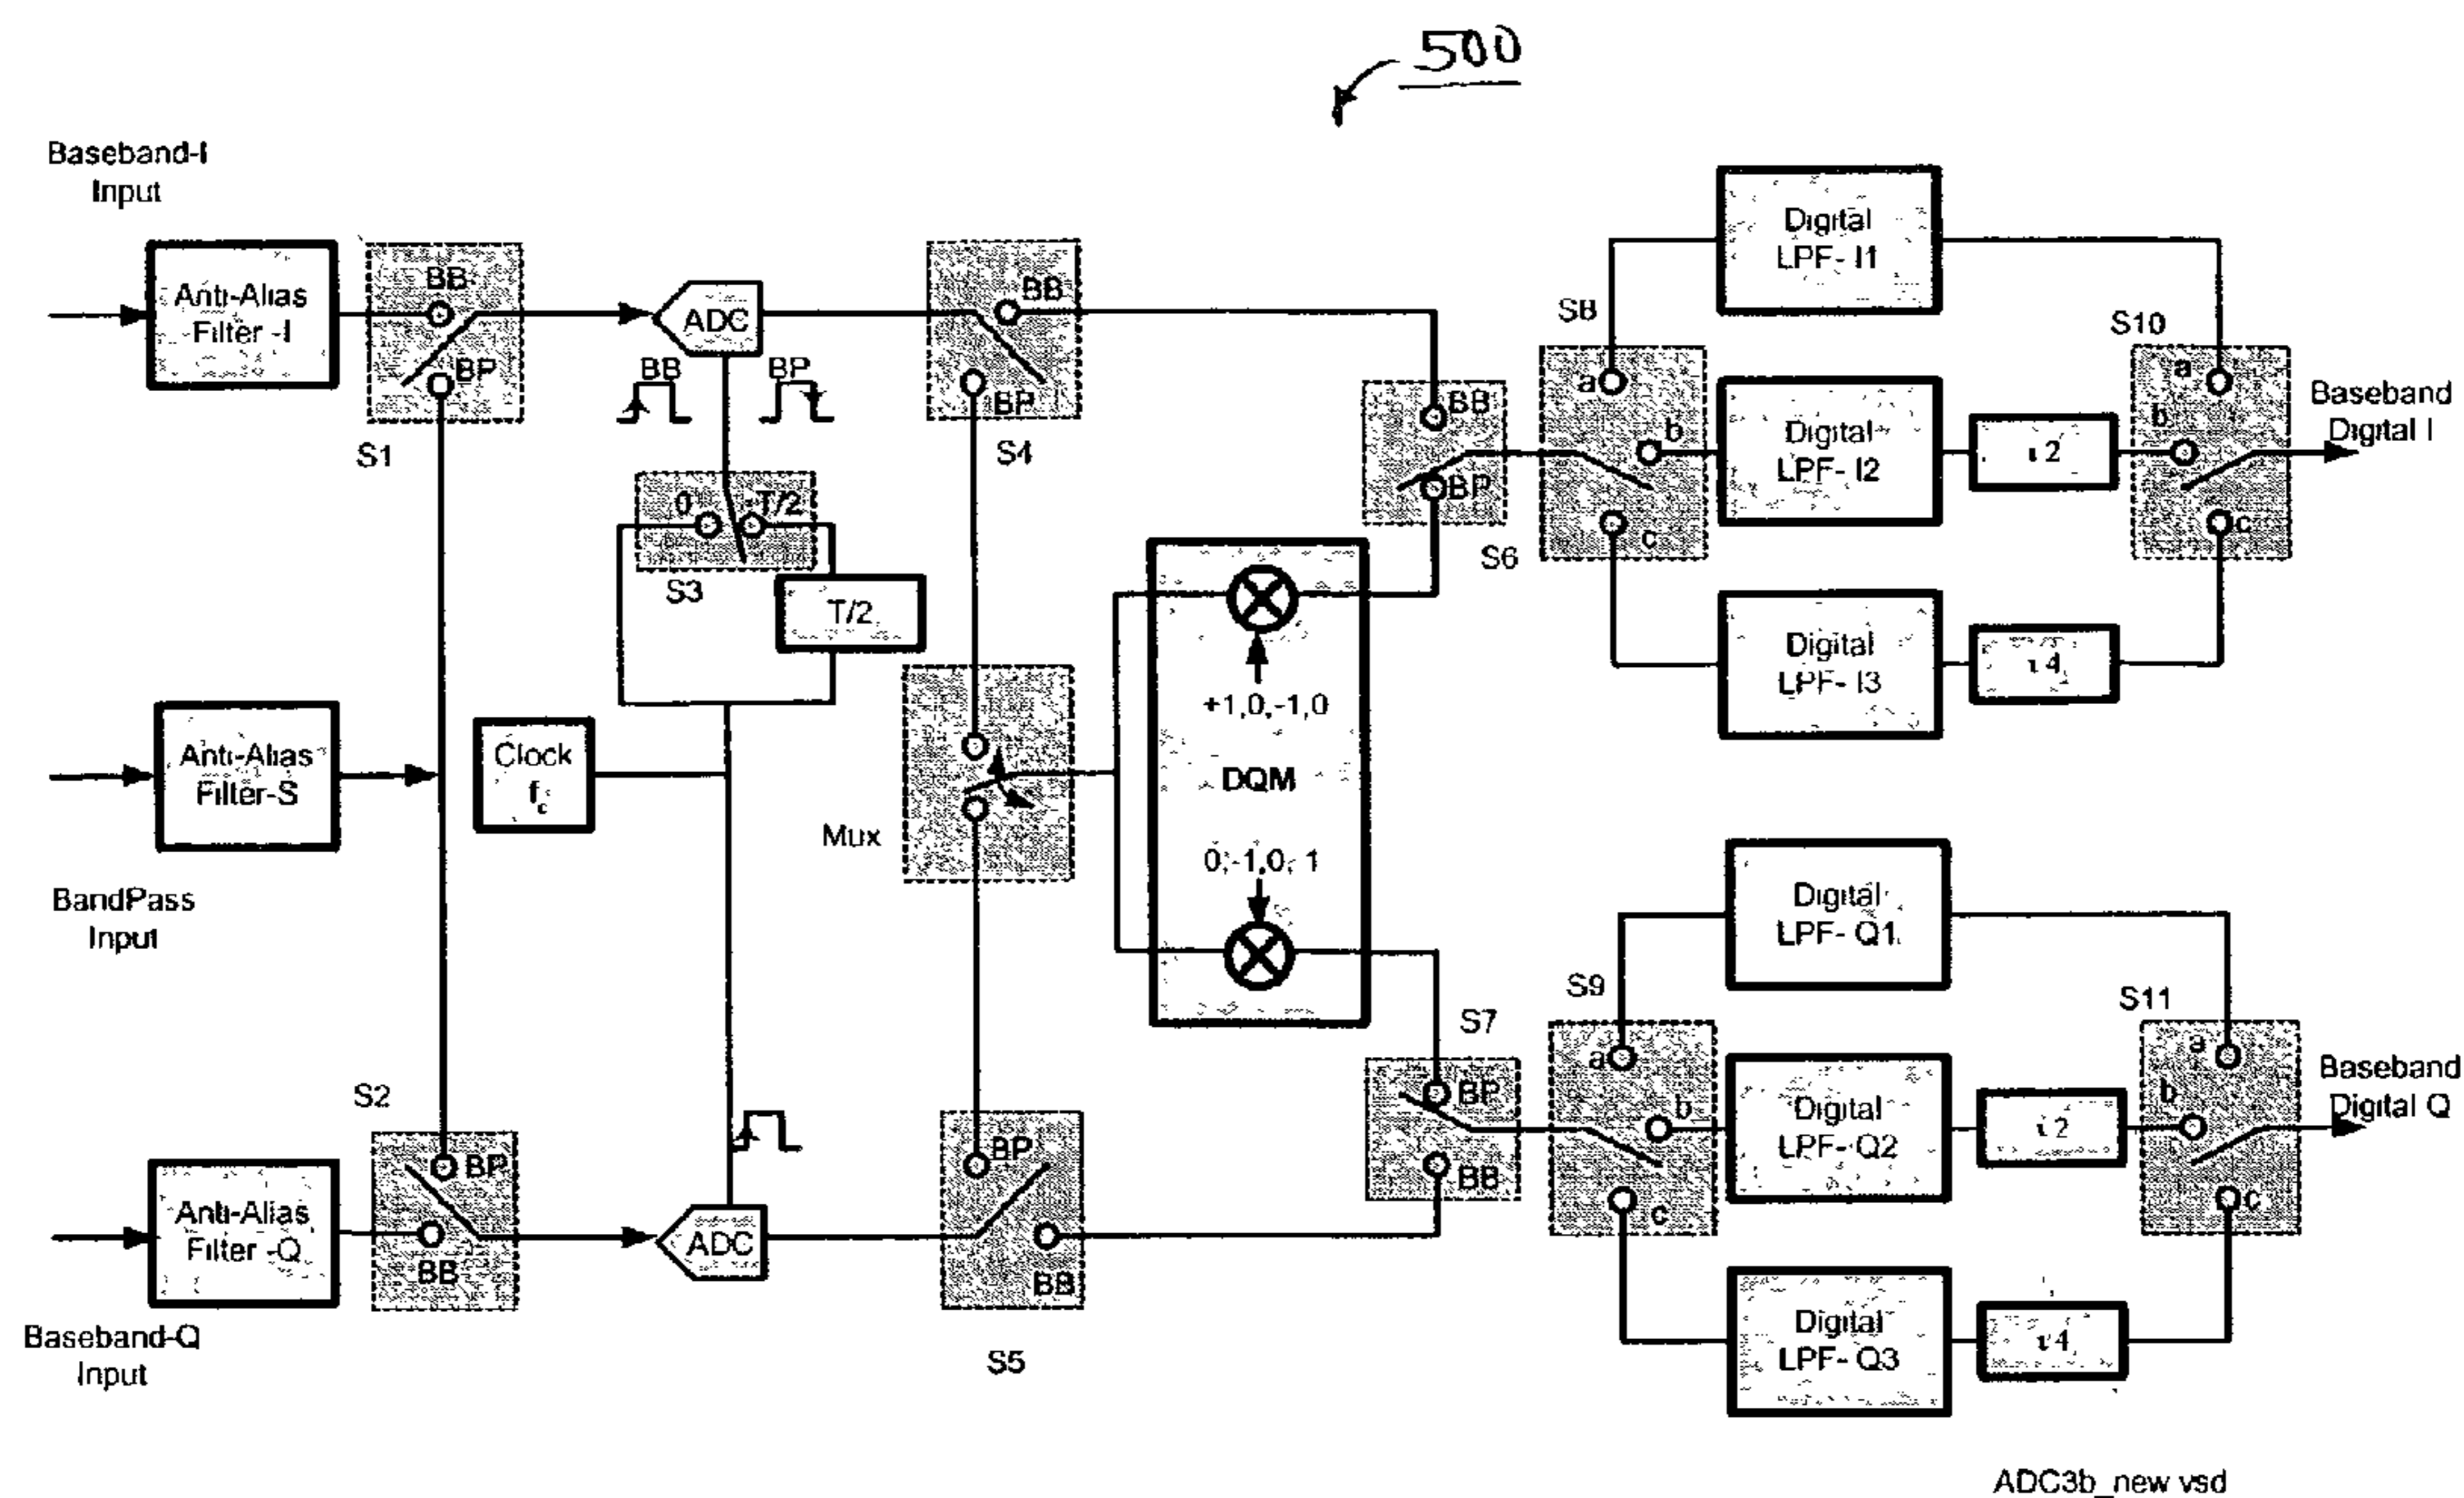 500
Baseband-I
Input
Anti-Alias
Filter -I
BB
BP
S1
ADC
BB
BP
0
T/2
S3
T/2
BB
BP
S4
BB
BP
S6
S8
a
b
c
Digital
LPF- I1
Digital
LPF- I2
Digital
LPF- I3
S10
a
b
c
Baseband
Digital I
Anti-Alias
Filter-S
BandPass
Input
Clock
fc
Mux
+1,0,-1,0
DQM
0,-1,0, 1
S2
BP
BB
Anti-Alias
Filter -Q
Baseband-Q
Input
ADC
BP
BB
S5
S7
BP
BB
S9
a
b
c
Digital
LPF- Q1
Digital
LPF- Q2
Digital
LPF- Q3
S11
a
b
c
Baseband
Digital Q
ADC3b_new vsd